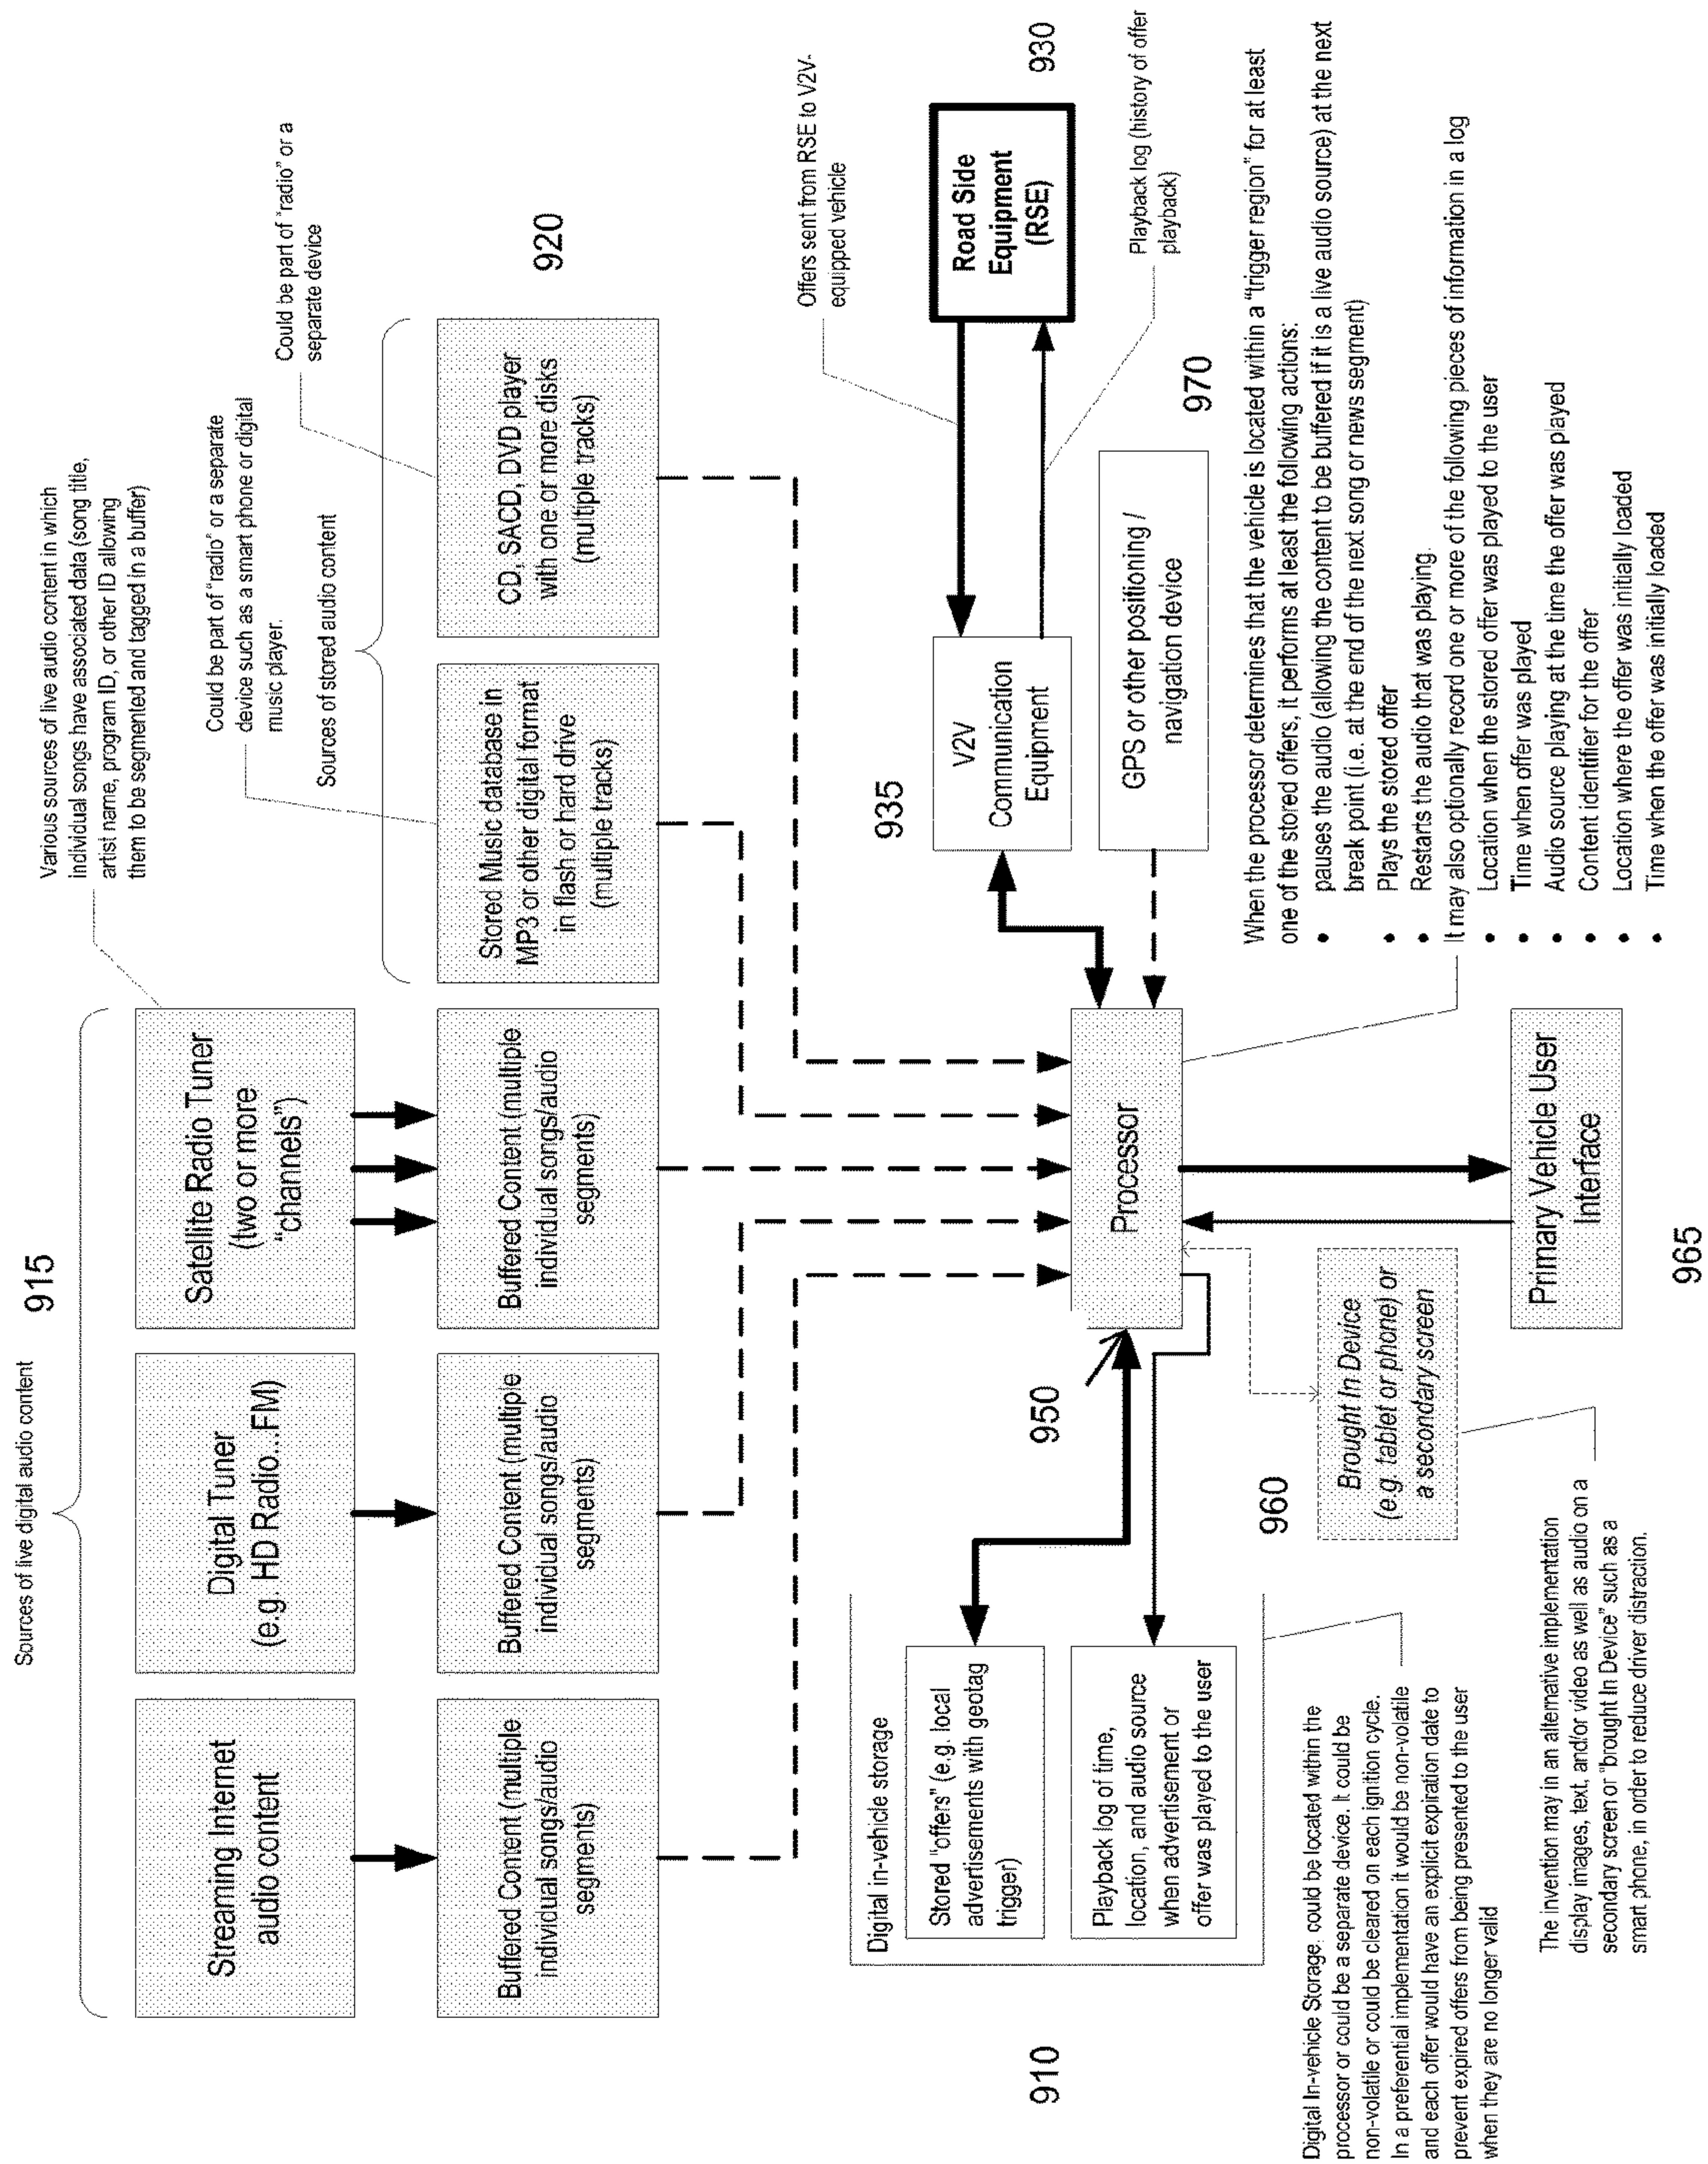 Sources of live digital audio content
915
Streaming Internet
audio content
Digital Tuner
(e.g. HD Radio...FM)
Satellite Radio Tuner
(two or more
“channels”)
Various sources of live audio content in which
individual songs have associated data (song title,
artist name, program ID, or other ID allowing
them to be segmented and tagged in a buffer)
Could be part of “radio” or a separate
device such as a smart phone or digital
music player.
Could be part of “radio” or a
separate device
Sources of stored audio content
920
Buffered Content (multiple
individual songs/audio
segments)
Buffered Content (multiple
individual songs/audio
segments)
Buffered Content (multiple
individual songs/audio
segments)
Stored Music database in
MP3 or other digital format
in flash or hard drive
(multiple tracks)
CD, SACD, DVD player
with one or more disks
(multiple tracks)
Offers sent from RSE to V2V-
equipped vehicle
910
Digital in-vehicle storage
Stored “offers” (e.g. local
advertisements with geotag
trigger)
Playback log of time,
location, and audio source
when advertisement or
offer was played to the user
950
Processor
935
V2V
Communication
Equipment
Road Side
Equipment
(RSE)
930
GPS or other positioning /
navigation device
970
Playback log (history of offer
playback)
960
Brought In Device
(e.g. tablet or phone) or
a secondary screen
Primary Vehicle User
Interface
965
When the processor determines that the vehicle is located within a “trigger region” for at least
one of the stored offers, it performs at least the following actions:
• pauses the audio (allowing the content to be buffered if it is a live audio source) at the next
break point (i.e. at the end of the next song or news segment)
• Plays the stored offer
• Restarts the audio that was playing.
It may also optionally record one or more of the following pieces of information in a log
• Location when the stored offer was played to the user
• Time when offer was played
• Audio source playing at the time the offer was played
• Content identifier for the offer
• Location where the offer was initially loaded
• Time when the offer was initially loaded
Digital In-vehicle Storage. could be located within the
processor or could be a separate device. It could be
non-volatile or could be cleared on each ignition cycle.
In a preferential implementation it would be non-volatile
and each offer would have an explicit expiration date to
prevent expired offers from being presented to the user
when they are no longer valid
The invention may in an alternative implementation
display images, text, and/or video as well as audio on a
secondary screen or “brought In Device” such as a
smart phone, in order to reduce driver distraction.